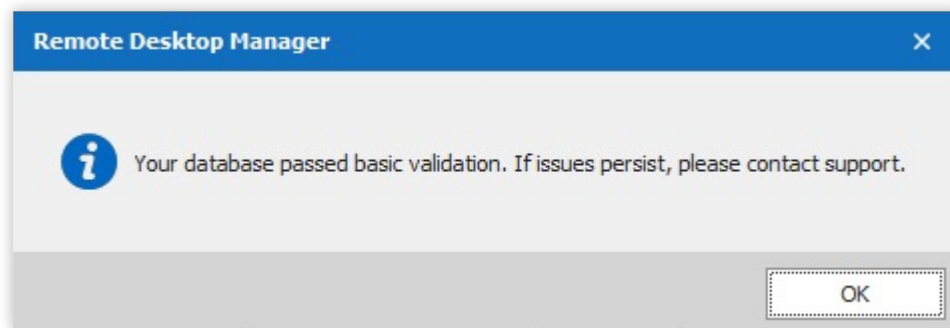 Remote Desktop Manager
Your database passed basic validation. If issues persist, please contact support.
OK